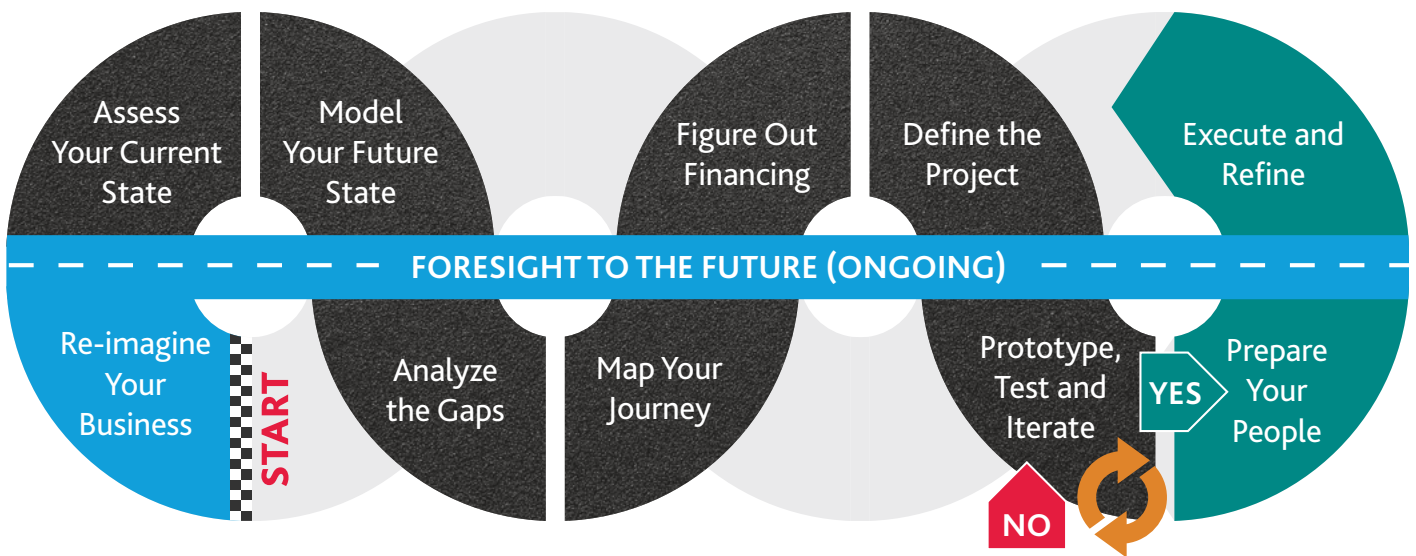 Assess
Your Current
State
Model
Your Future
State
Figure Out
Financing
Define the
Project
Execute and
Refine
FORESIGHT TO THE FUTURE (ONGOING)
Re-imagine
Your
Business
START
Analyze
the Gaps
Map Your
Journey
Prototype,
Test and
Iterate
NO
YES
Prepare
Your
People